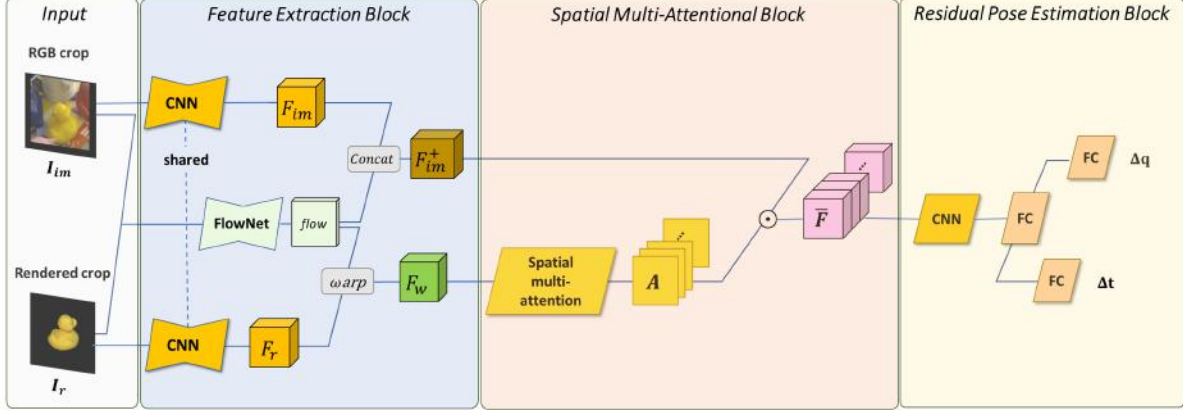 Input
Feature Extraction Block
Spatial Multi-Attentional Block
Residual Pose Estimation Block
RGB crop
I_im
CNN
F_im
shared
Concat
F_im^+
FlowNet
flow
ωarp
F_w
Rendered crop
I_r
CNN
F_r
Spatial
multi-
attention
A
...
F̅
...
CNN
FC
FC
Δq
FC
Δt